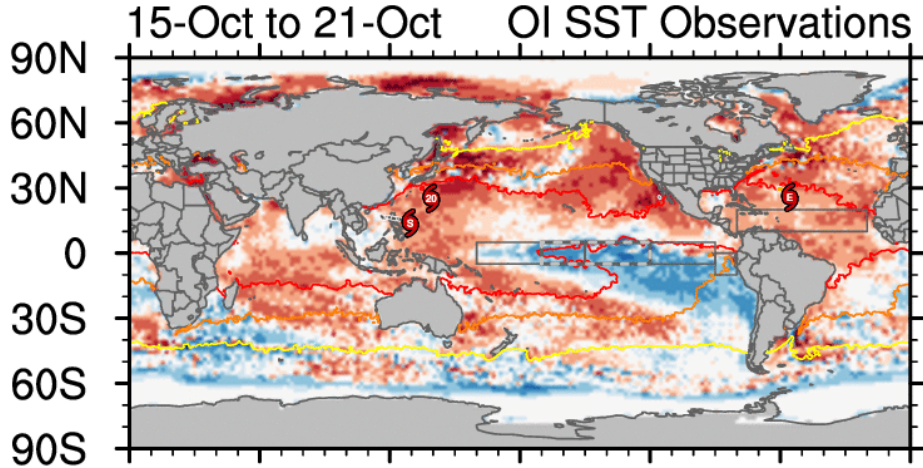 15-Oct to 21-Oct OI SST Observations
90N
60N
30N
0
30S
60S
90S
20
S
E